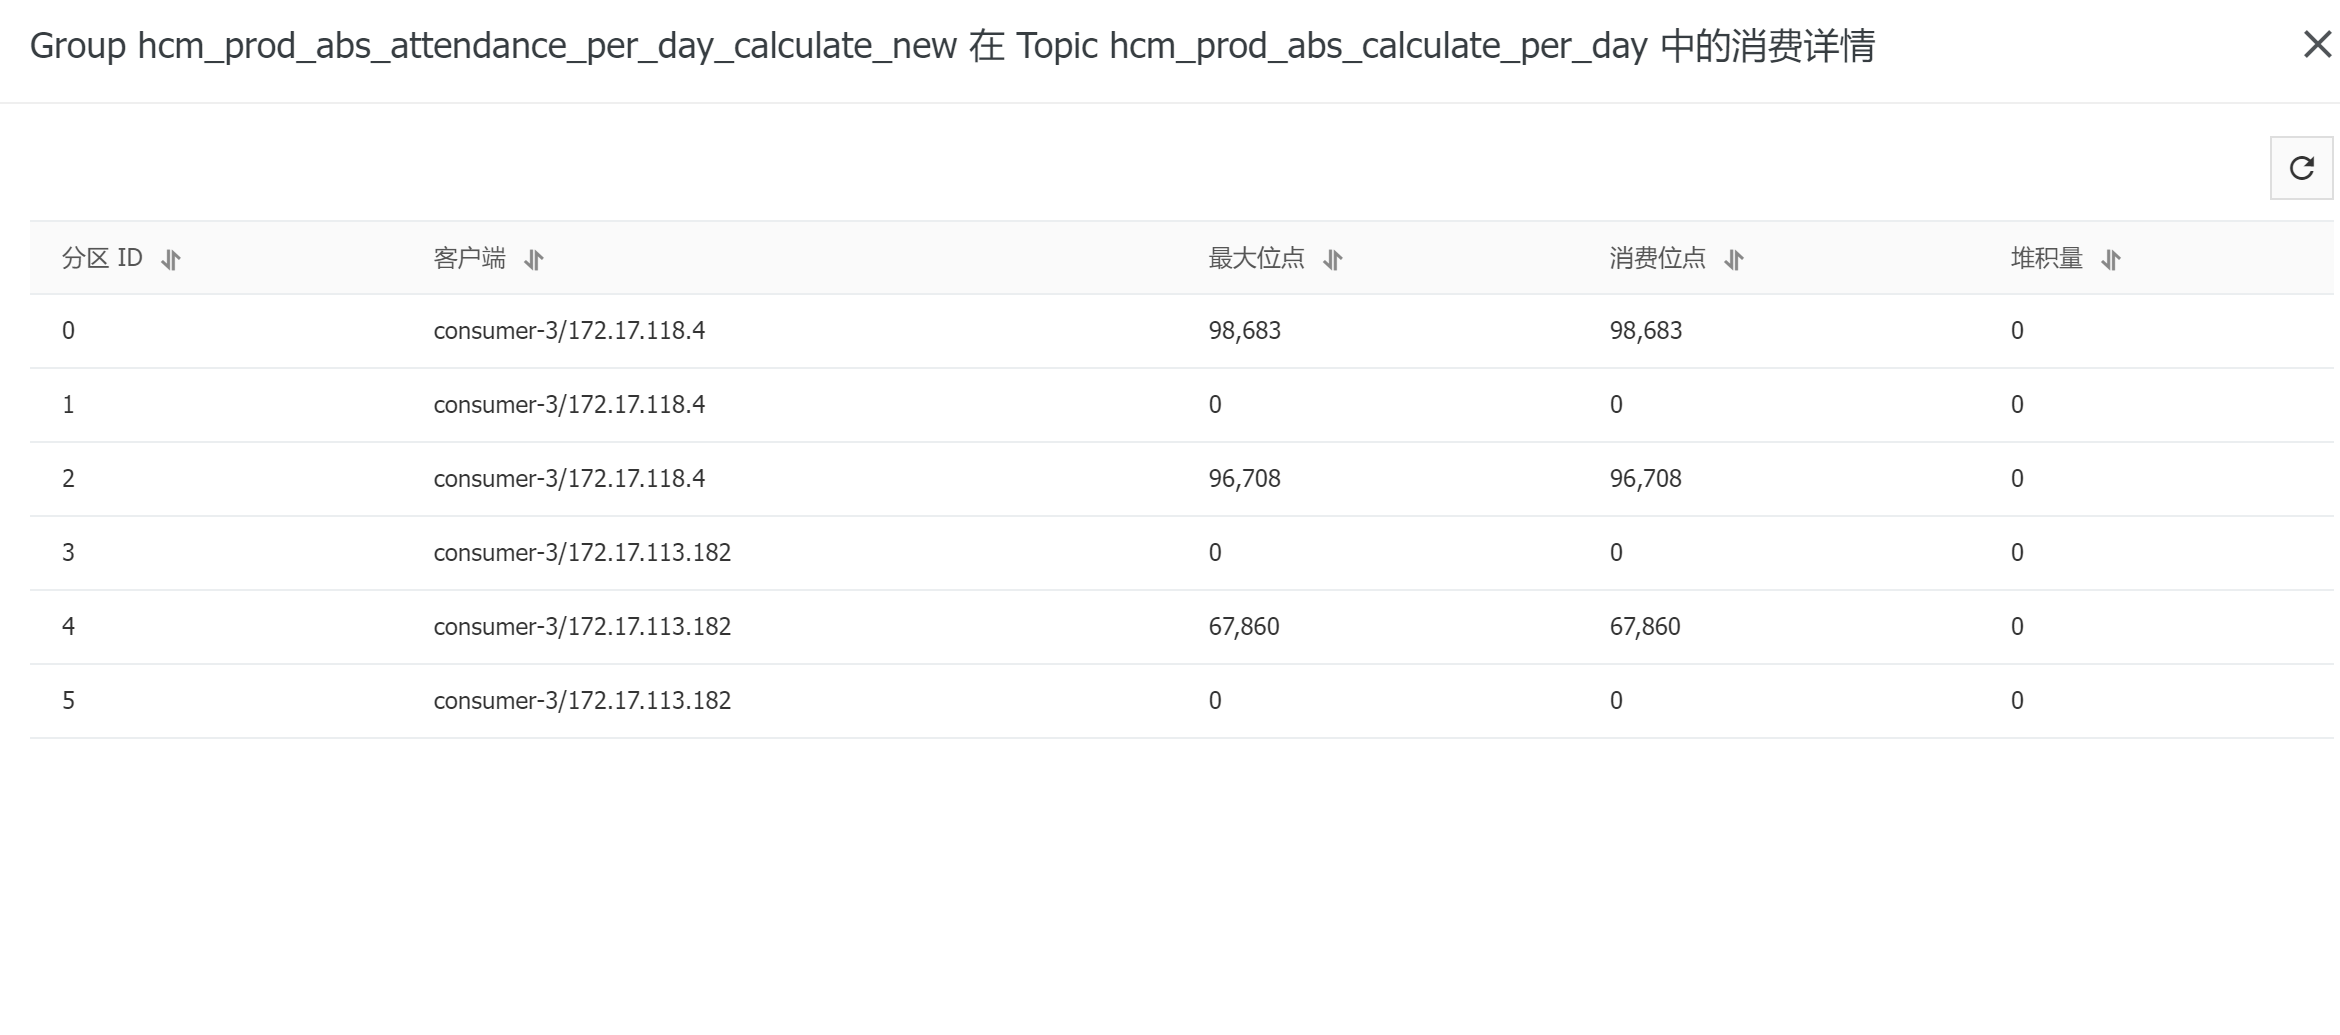 Group hcm_prod_abs_attendance_per_day_calculate_new 在 Topic hcm_prod_abs_calculate_per_day 中的消费详情
分区 ID 客户端 最大位点 消费位点 堆积量
0 consumer-3/172.17.118.4 98,683 98,683 0
1 consumer-3/172.17.118.4 0 0 0
2 consumer-3/172.17.118.4 96,708 96,708 0
3 consumer-3/172.17.113.182 0 0 0
4 consumer-3/172.17.113.182 67,860 67,860 0
5 consumer-3/172.17.113.182 0 0 0